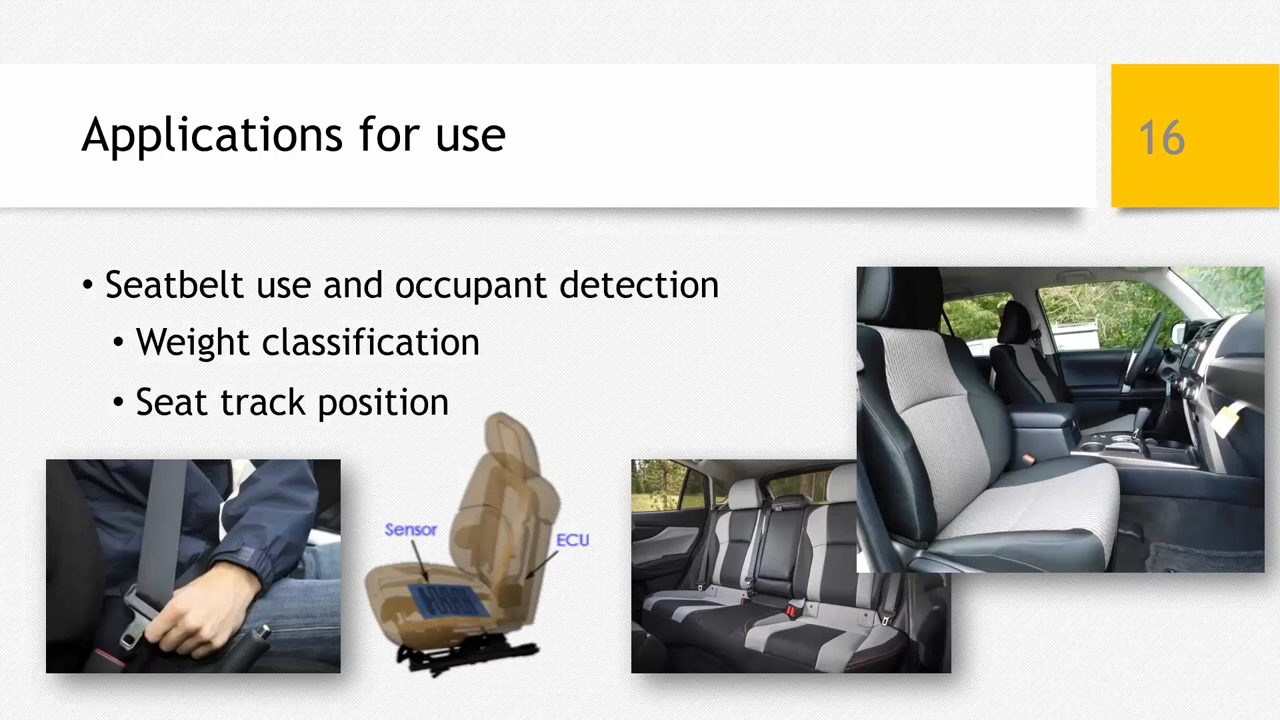 Applications for use
16
• Seatbelt use and occupant detection
• Weight classification
• Seat track position
Sensor
ECU